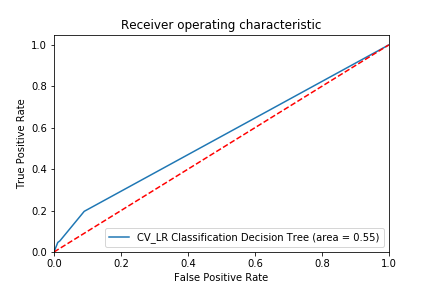 Receiver operating characteristic
True Positive Rate
1.0
0.8
0.6
0.4
0.2
0.0
CV_LR Classification Decision Tree (area = 0.55)
0.0 0.2 0.4 0.6 0.8 1.0
False Positive Rate